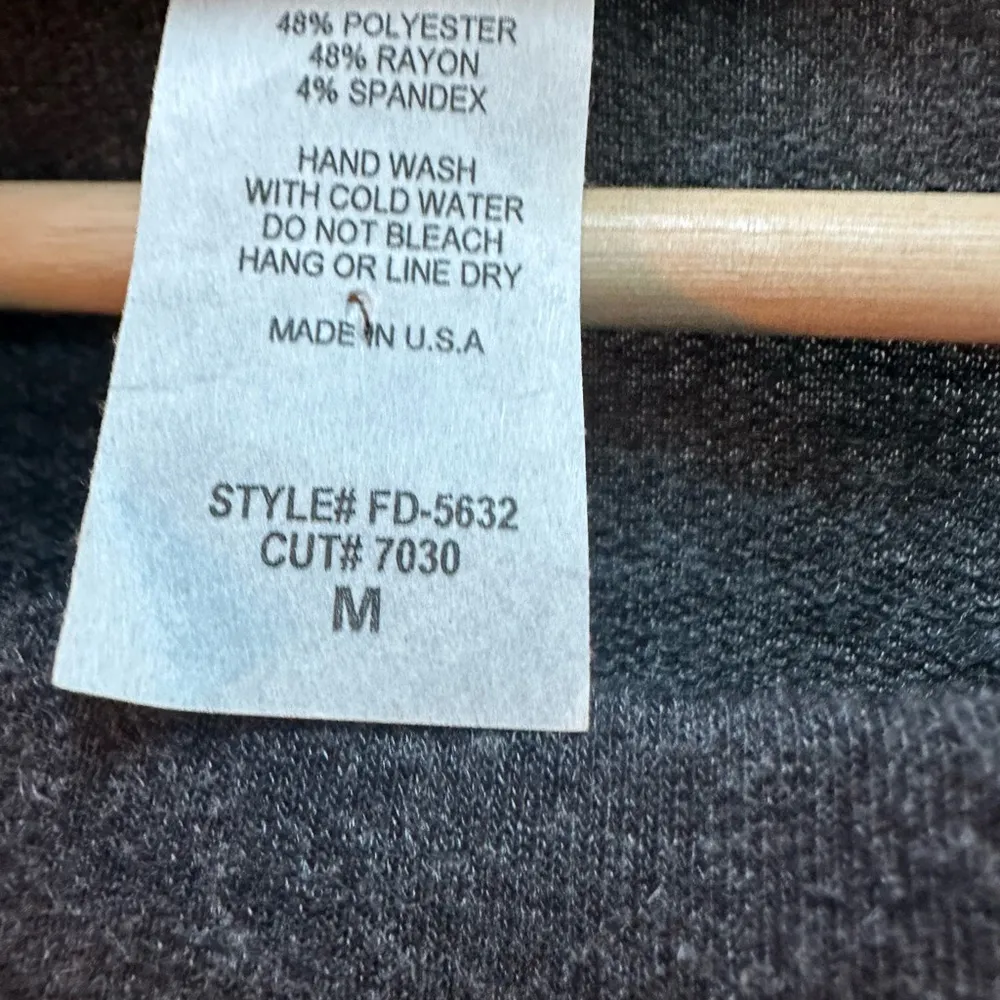 48% POLYESTER
48% RAYON
4% SPANDEX
HAND WASH
WITH COLD WATER
DO NOT BLEACH
HANG OR LINE DRY
MADE IN U.S.A
STYLE# FD-5632
CUT# 7030
M